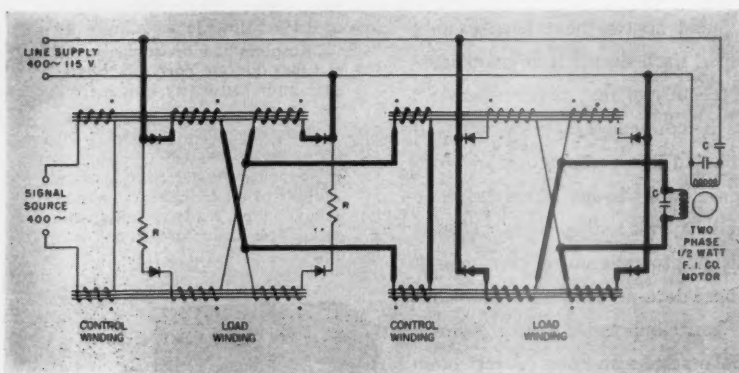 LINE SUPPLY
400~ 115 V.
SIGNAL
SOURCE
400 ~
R
R
C
C
C
TWO
PHASE
1/2 WATT
F. I. CO.
MOTOR
CONTROL
WINDING
LOAD
WINDING
CONTROL
WINDING
LOAD
WINDING